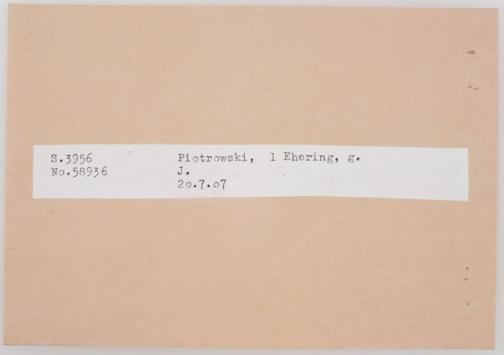 S.3956 Piotrowski, 1 Ehering, g.
No.58936 J.
20.7.07